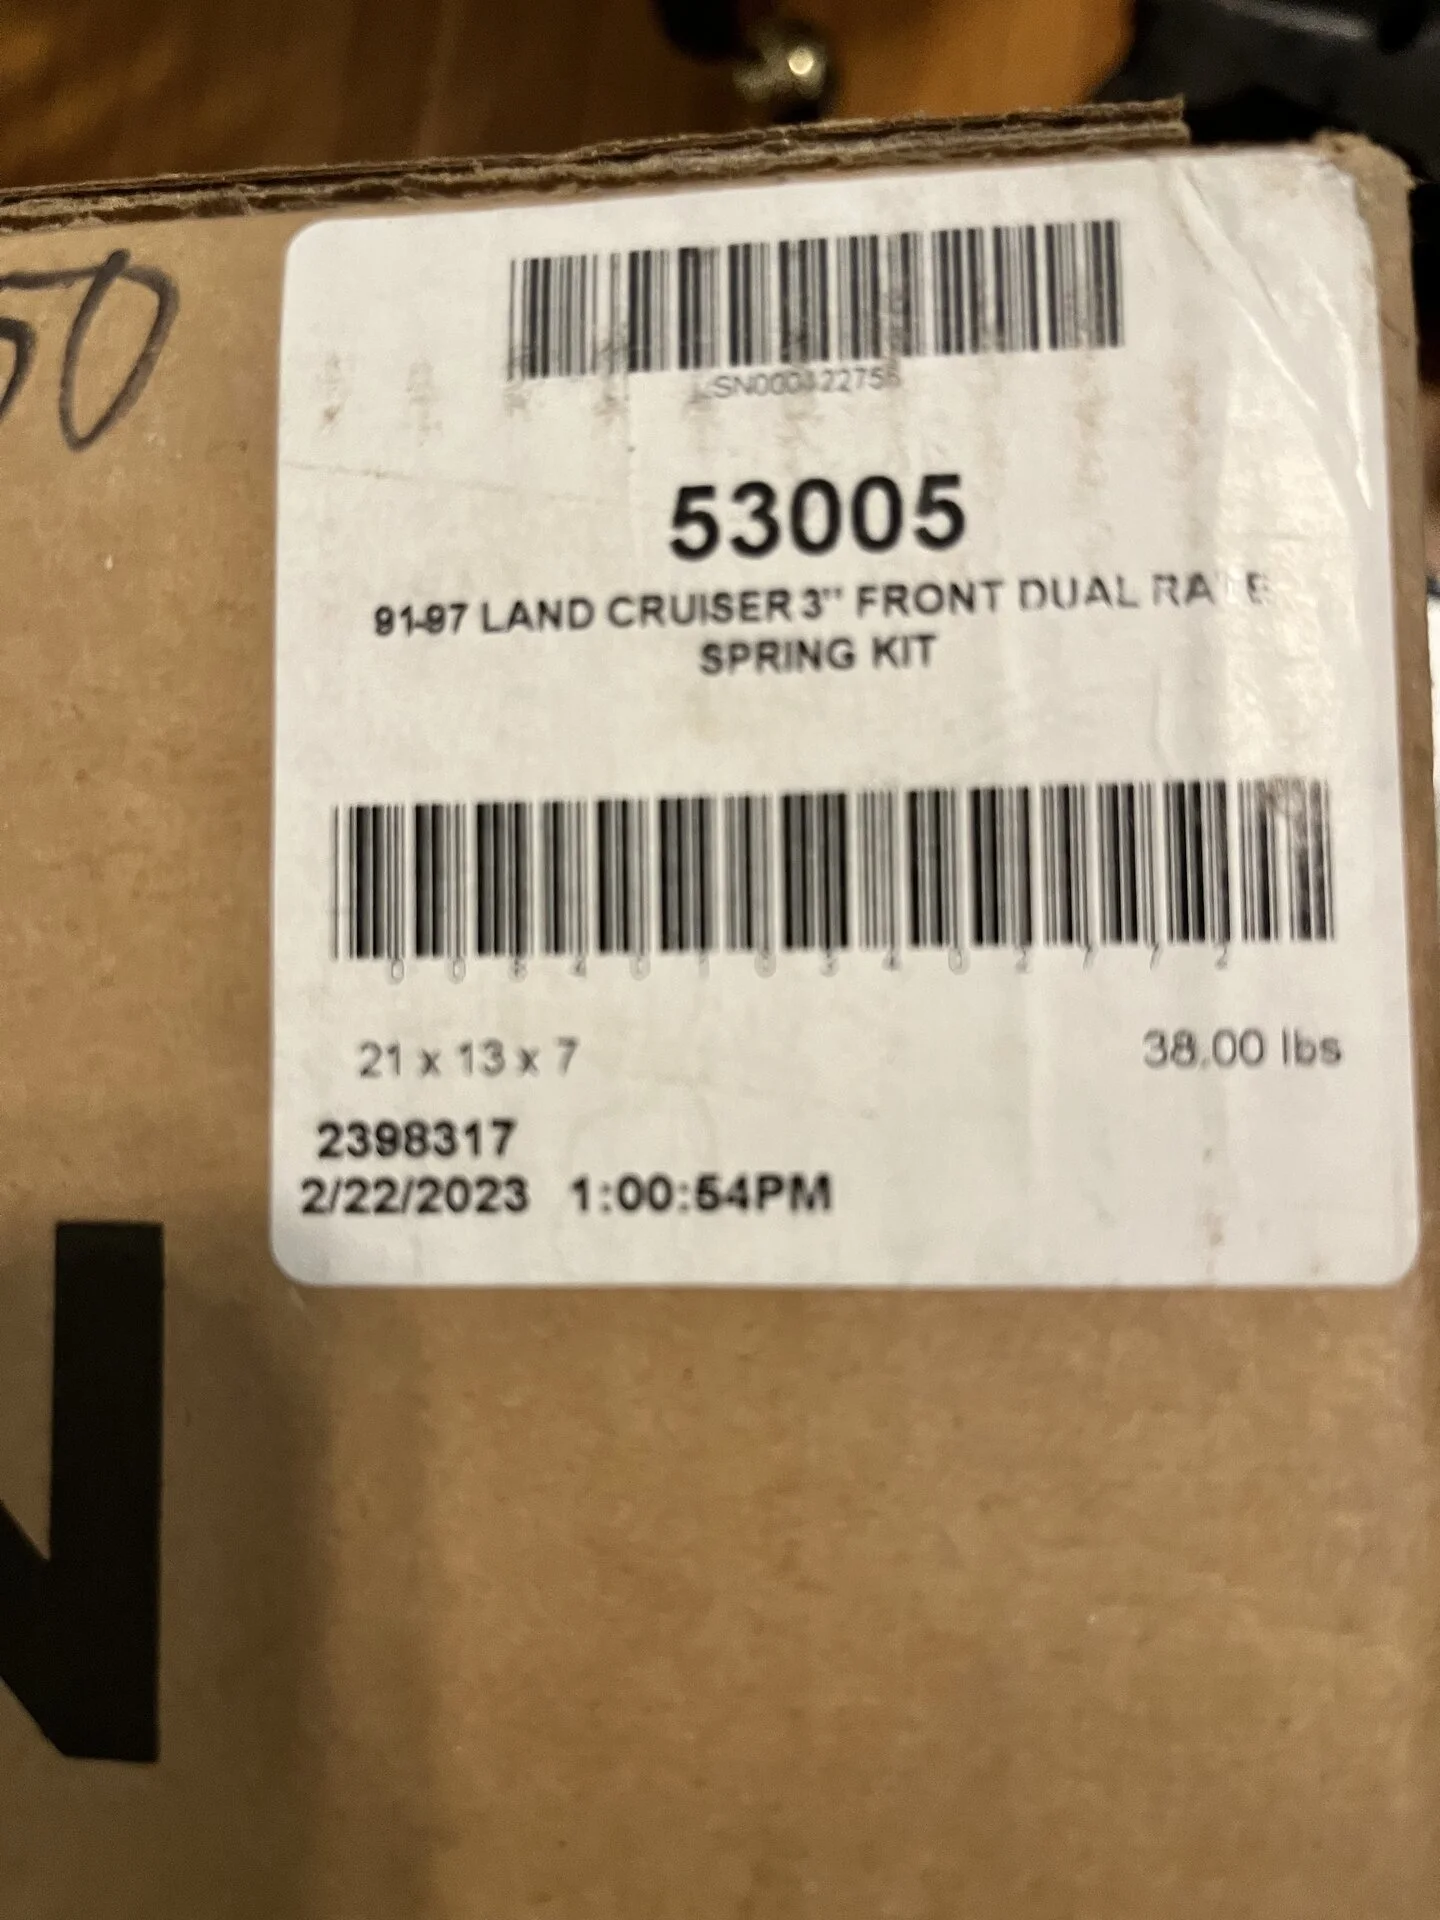 50
53005
91-97 LAND CRUISER 3" FRONT DUAL RATE
SPRING KIT
21 x 13 x 7
38.00 lbs
2398317
2/22/2023 1:00:54PM